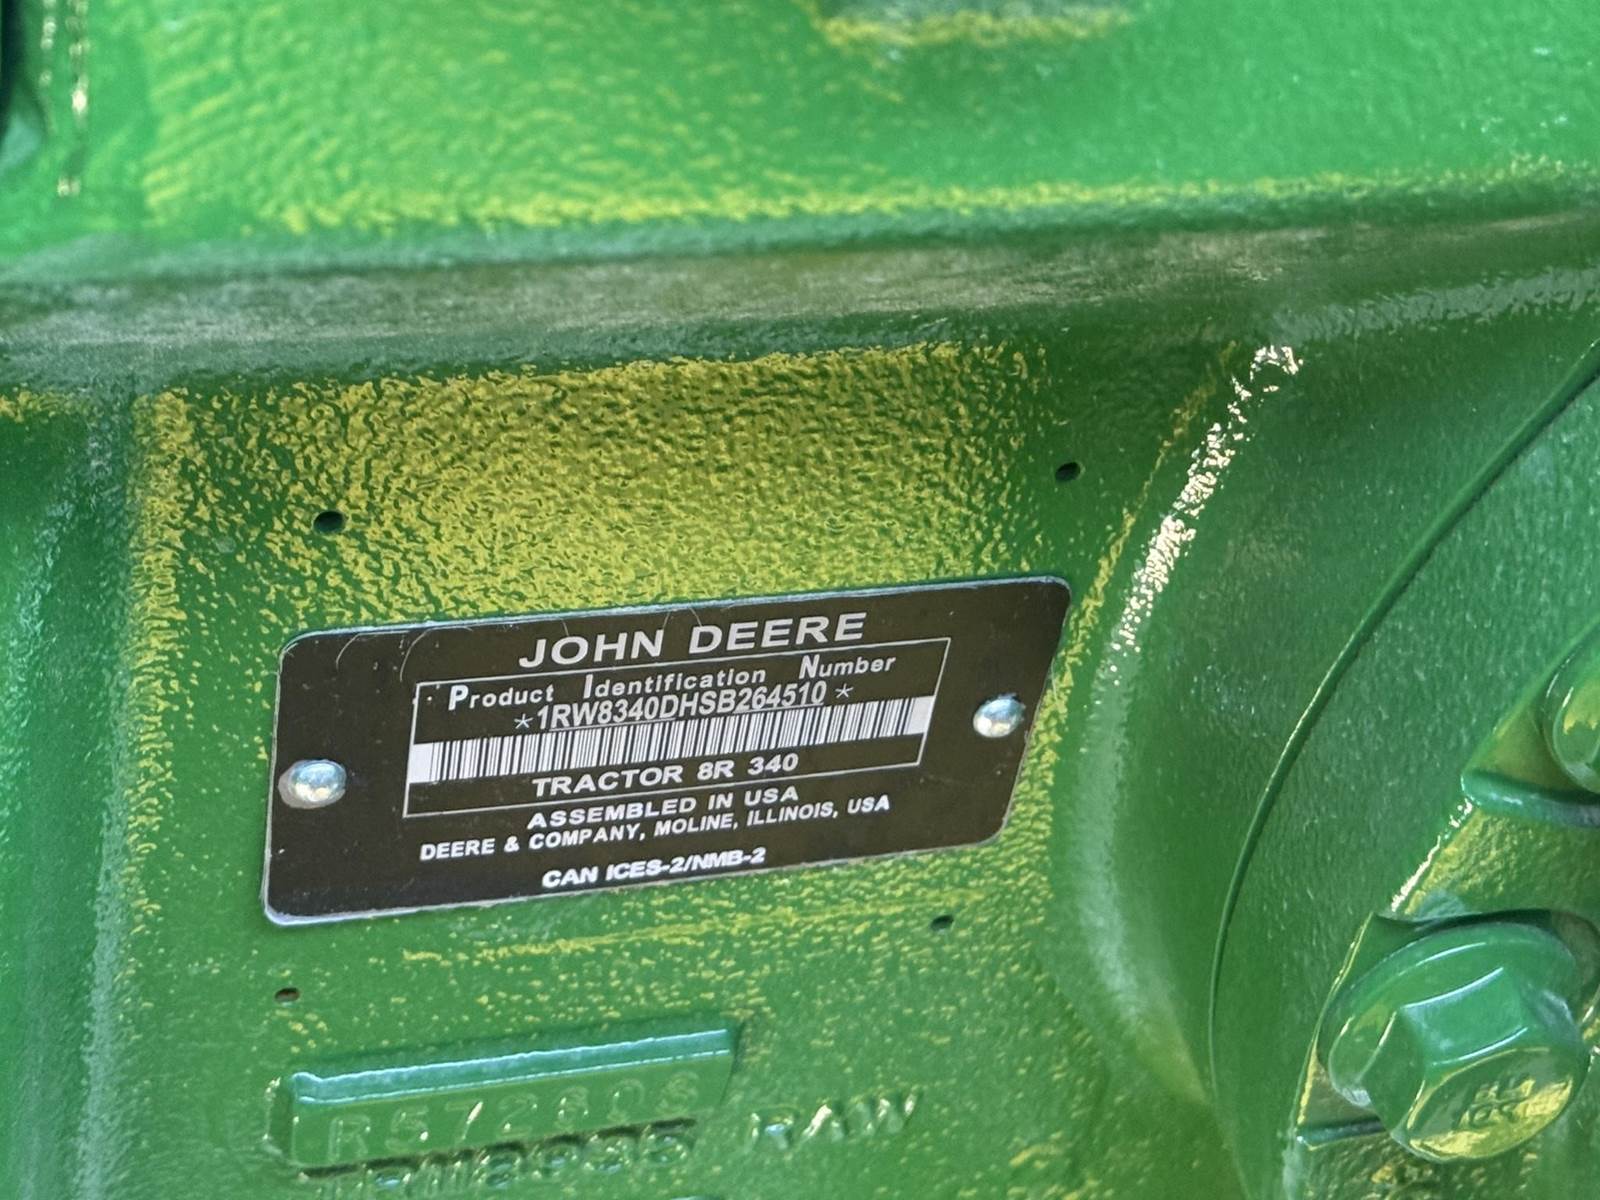 JOHN DEERE
Product Identification Number
*1RW8340DHSB264510*
TRACTOR 8R 340
ASSEMBLED IN USA
DEERE & COMPANY, MOLINE, ILLINOIS, USA
CAN ICES-2/NMB-2
RAW